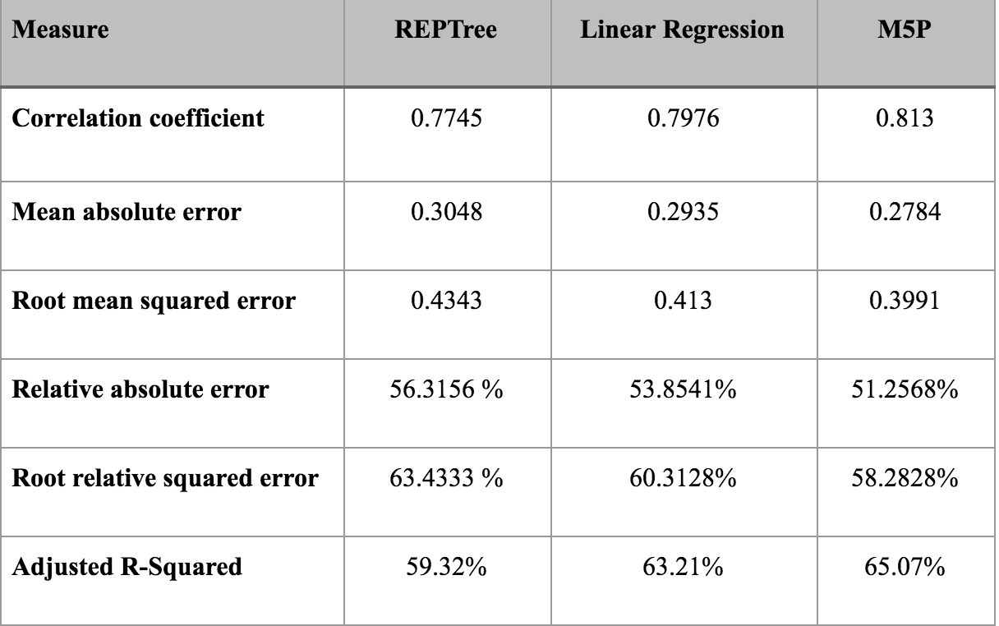 Measure REPTree Linear Regression M5P
Correlation coefficient 0.7745 0.7976 0.813
Mean absolute error 0.3048 0.2935 0.2784
Root mean squared error 0.4343 0.413 0.3991
Relative absolute error 56.3156 % 53.8541% 51.2568%
Root relative squared error 63.4333 % 60.3128% 58.2828%
Adjusted R-Squared 59.32% 63.21% 65.07%